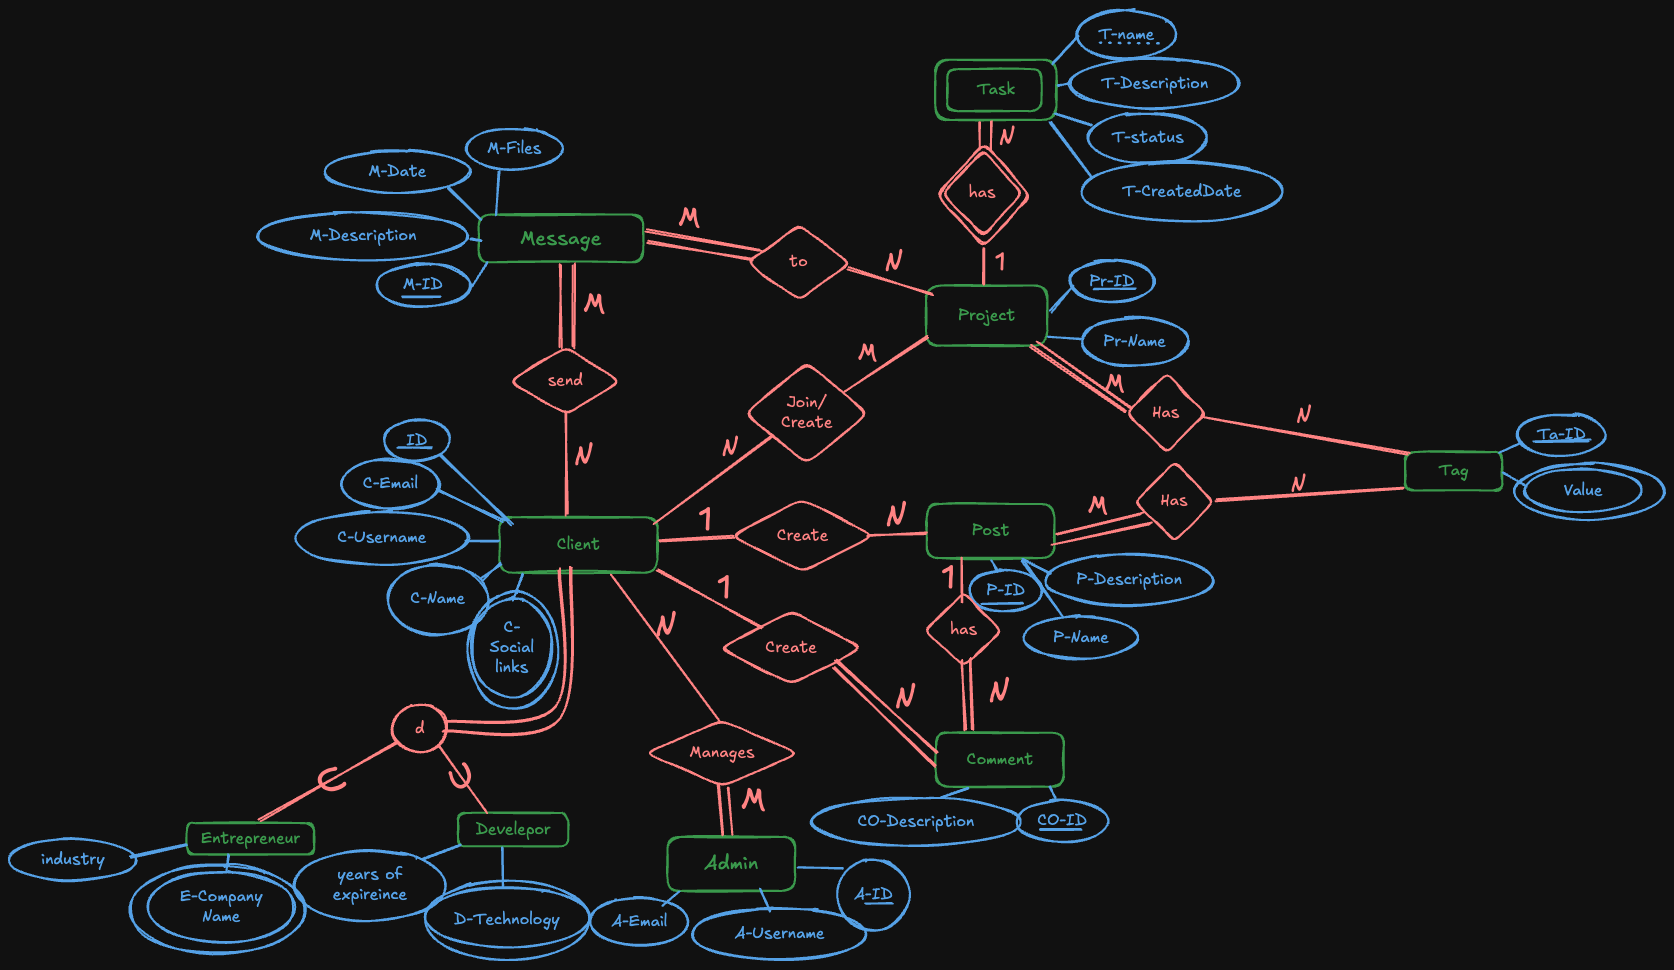 T-name
Task
T-Description
T-status
N
T-CreatedDate
has
1
M-Files
M-Date
M-Description
Message
M-ID
M
to
N
M
send
N
Pr-ID
Project
Pr-Name
M
Join/
Create
N
M
Has
N
Ta-ID
Tag
Value
M
Has
N
ID
C-Email
C-Username
Client
C-Name
C-
Social
links
1
Create
N
Post
P-ID
P-Description
P-Name
1
has
N
1
Create
N
N
Manages
M
Comment
CO-Description
CO-ID
d
Entrepreneur
Develepor
industry
E-Company
Name
years of
expireince
D-Technology
Admin
A-Email
A-Username
A-ID